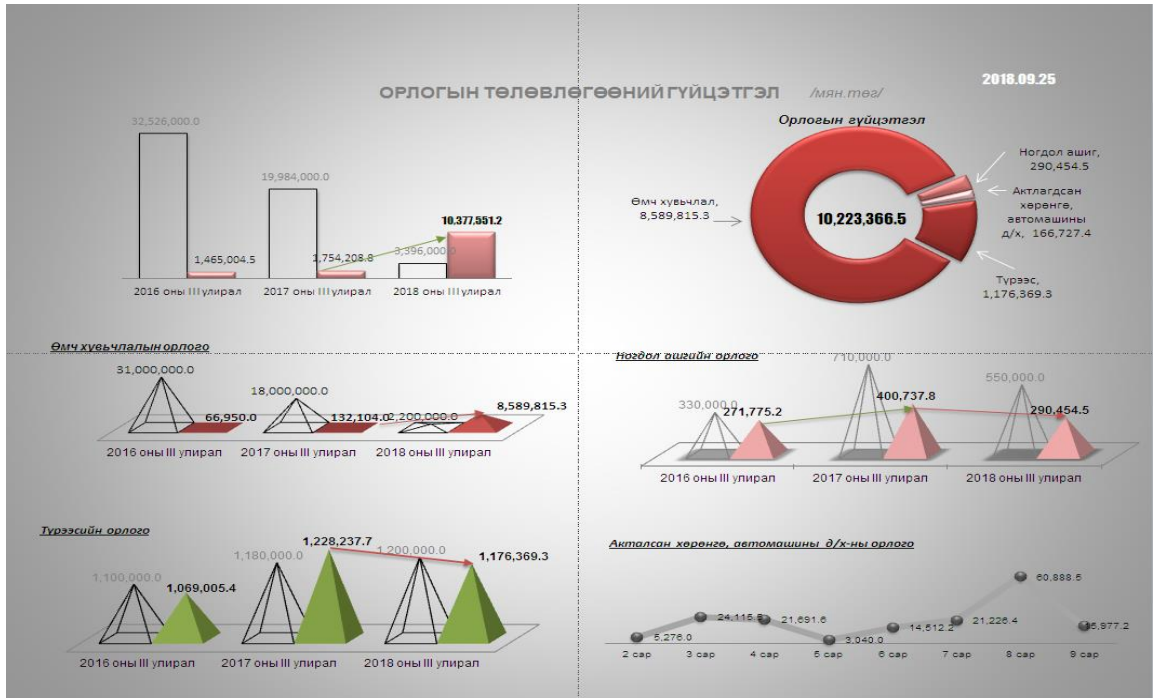 2018.09.25
ОРЛОГЫН ТӨЛӨВЛӨГӨӨНИЙ ГҮЙЦЭТГЭЛ /мян.төг/
32,526,000.0
19,984,000.0
10,377,551.2
1,465,004.5
1,754,208.8
3,396,000.0
2016 оны III улирал
2017 оны III улирал
2018 оны III улирал
Орлогын гүйцэтгэл
Ногдол ашиг,
290,454.5
Актлагдсан
хөрөнгө,
автомашины
д/х, 166,727.4
Өмч хувьчлал,
8,589,815.3
10,223,366.5
Түрээс,
1,176,369.3
Өмч хувьчлалын орлого
31,000,000.0
18,000,000.0
66,950.0
132,104.0
2,200,000.0
8,589,815.3
2016 оны III улирал
2017 оны III улирал
2018 оны III улирал
Ногдол ашгийн орлого
710,000.0
550,000.0
330,000.0
271,775.2
400,737.8
290,454.5
2016 оны III улирал
2017 оны III улирал
2018 оны III улирал
Түрээсийн орлого
1,228,237.7
1,180,000.0
1,200,000.0
1,176,369.3
1,100,000.0
1,069,005.4
2016 оны III улирал
2017 оны III улирал
2018 оны III улирал
Акталсан хөрөнгө, автомашины д/х-ны орлого
60,888.5
5,276.0
21,691.6
3,040.0
14,512.2
21,226.4
2 сар
3 сар
4 сар
5 сар
6 сар
7 сар
8 сар
9 сар